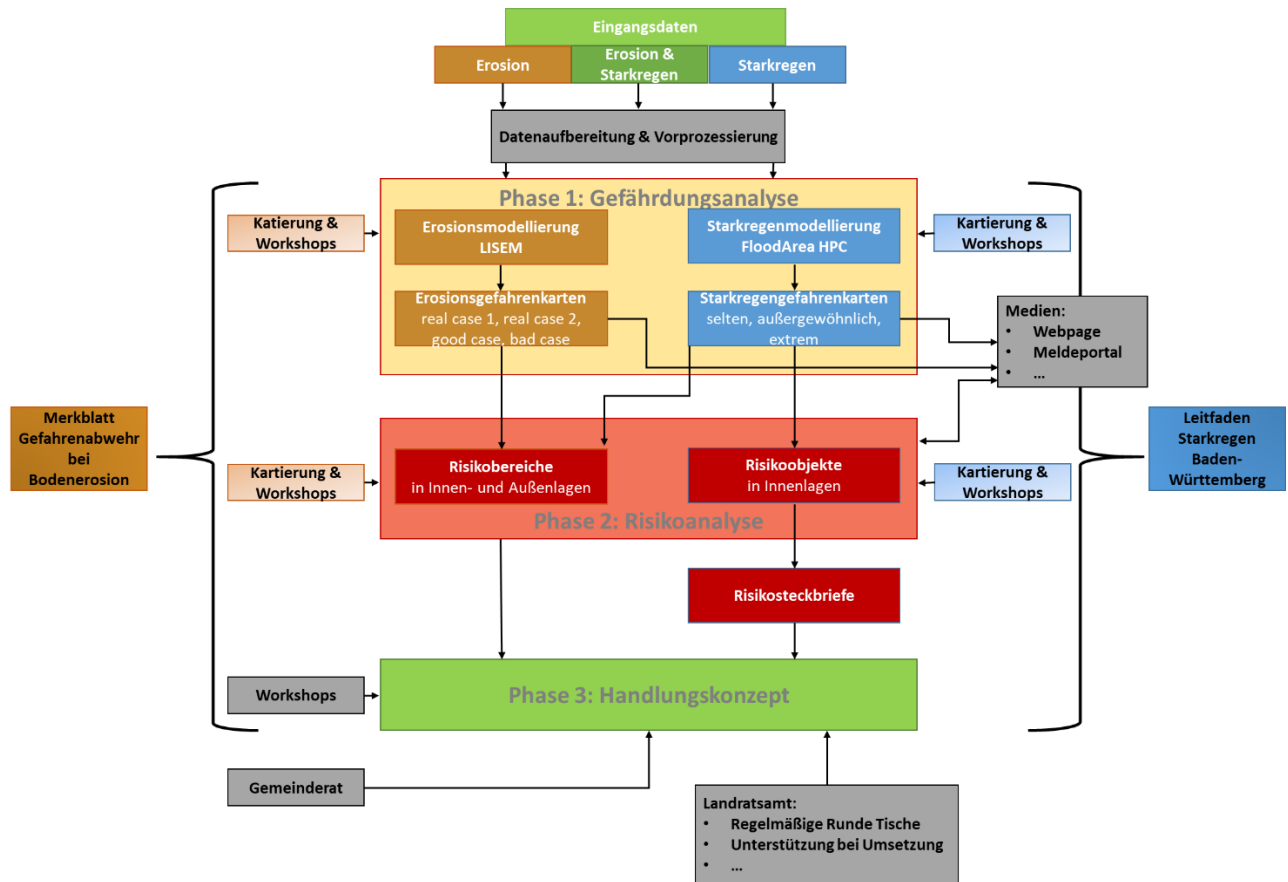 Eingangsdaten
Erosion
Erosion &
Starkregen
Starkregen
Datenaufbereitung & Vorprozessierung
Phase 1: Gefährdungsanalyse
Katierung &
Workshops
Erosionsmodellierung
LISEM
Starkregenmodellierung
FloodArea HPC
Kartierung &
Workshops
Erosionsgefahrenkarten
real case 1, real case 2,
good case, bad case
Starkregengefahrenkarten
selten, außergewöhnlich,
extrem
Medien:
• Webpage
• Meldeportal
• ...
Merkblatt
Gefahrenabwehr
bei
Bodenerosion
Leitfaden
Starkregen
Baden-
Württemberg
Kartierung &
Workshops
Risikobereiche
in Innen- und Außenlagen
Risikoobjekte
in Innenlagen
Kartierung &
Workshops
Phase 2: Risikoanalyse
Risikosteckbriefe
Workshops
Phase 3: Handlungskonzept
Gemeinderat
Landratsamt:
• Regelmäßige Runde Tische
• Unterstützung bei Umsetzung
• ...